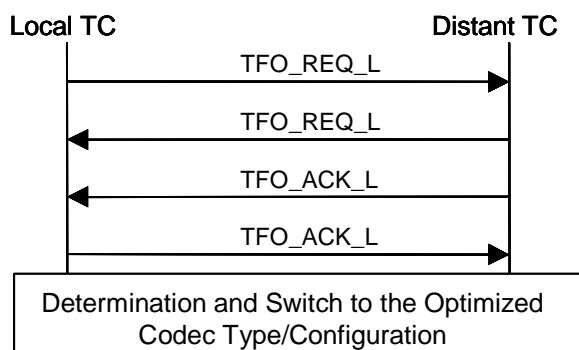 Local TC
Distant TC
TFO_REQ_L
TFO_REQ_L
TFO_ACK_L
TFO_ACK_L
Determination and Switch to the Optimized
Codec Type/Configuration